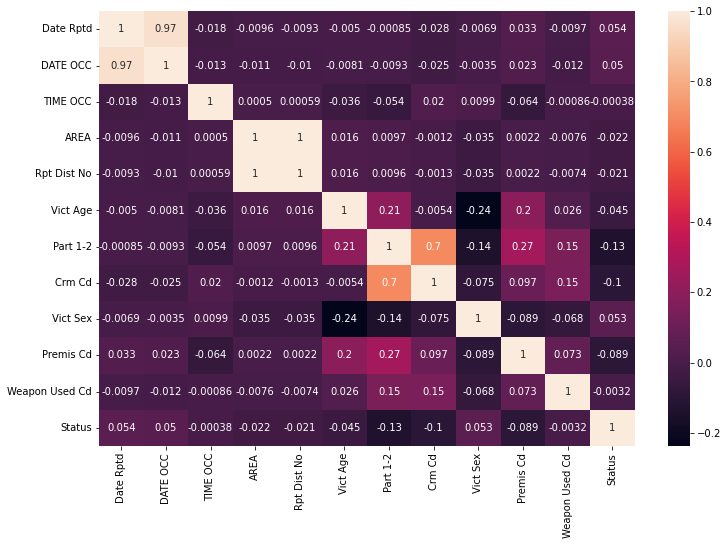 Date Rptd 1 0.97 -0.018 -0.0096 -0.0093 -0.005 -0.00085 -0.028 -0.0069 0.033 -0.0097 0.054
DATE OCC 0.97 1 -0.013 -0.011 -0.01 -0.0081 -0.0093 -0.025 -0.0035 0.023 -0.012 0.05
TIME OCC -0.018 -0.013 1 0.0005 0.00059 -0.036 -0.054 0.02 0.0099 -0.064 -0.00086 -0.00038
AREA -0.0096 -0.011 0.0005 1 1 0.016 0.0097 -0.0012 -0.035 0.0022 -0.0076 -0.022
Rpt Dist No -0.0093 -0.01 0.00059 1 1 0.016 0.0096 -0.0013 -0.035 0.0022 -0.0074 -0.021
Vict Age -0.005 -0.0081 -0.036 0.016 0.016 1 0.21 -0.0054 -0.24 0.2 0.026 -0.045
Part 1-2 -0.00085 -0.0093 -0.054 0.0097 0.0096 0.21 1 0.7 -0.14 0.27 0.15 -0.13
Crm Cd -0.028 -0.025 0.02 -0.0012 -0.0013 -0.0054 0.7 1 -0.075 0.097 0.15 -0.1
Vict Sex -0.0069 -0.0035 0.0099 -0.035 -0.035 -0.24 -0.14 -0.075 1 -0.089 -0.068 0.053
Premis Cd 0.033 0.023 -0.064 0.0022 0.0022 0.2 0.27 0.097 -0.089 1 0.073 -0.089
Weapon Used Cd -0.0097 -0.012 -0.00086 -0.0076 -0.0074 0.026 0.15 0.15 -0.068 0.073 1 -0.0032
Status 0.054 0.05 -0.00038 -0.022 -0.021 -0.045 -0.13 -0.1 0.053 -0.089 -0.0032 1
Date Rptd
DATE OCC
TIME OCC
AREA
Rpt Dist No
Vict Age
Part 1-2
Crm Cd
Vict Sex
Premis Cd
Weapon Used Cd
Status
1.0
0.8
0.6
0.4
0.2
0.0
-0.2